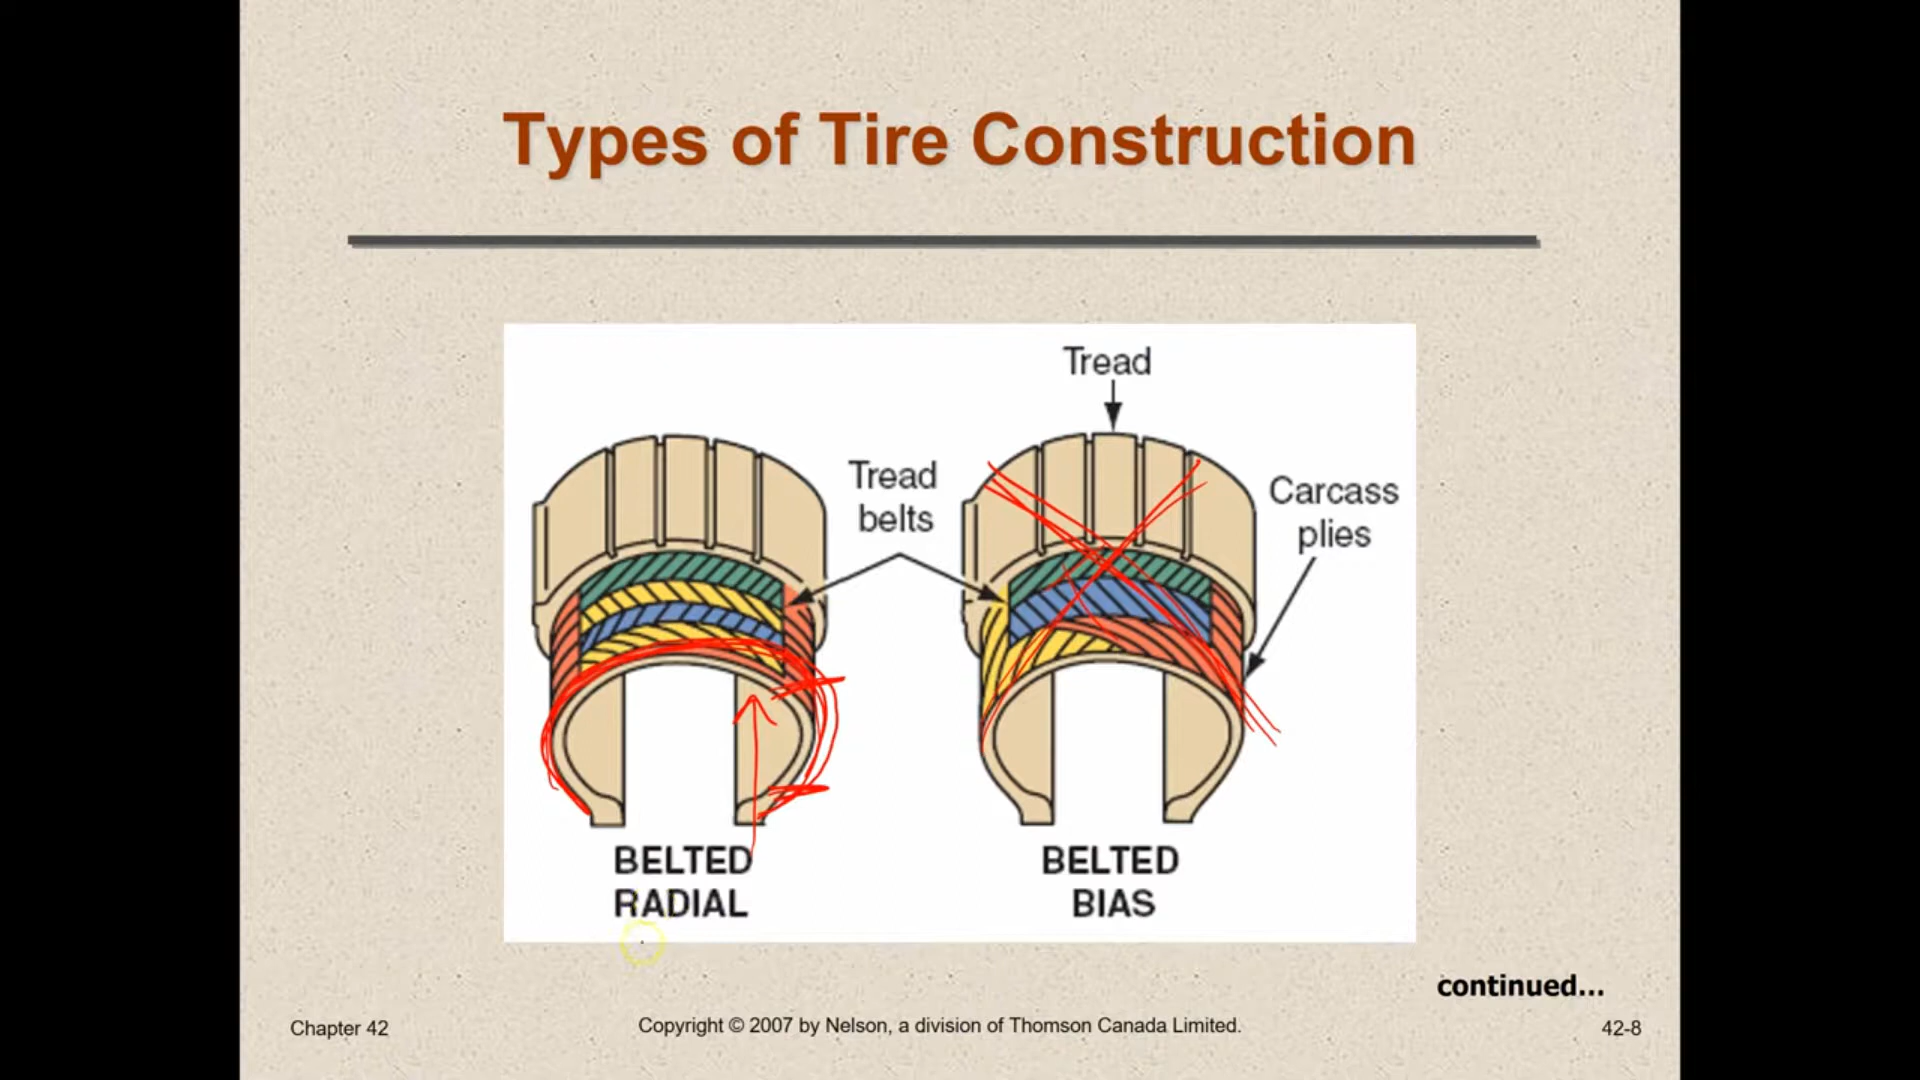 Types of Tire Construction
Tread
Tread
belts
Carcass
plies
BELTED
RADIAL
BELTED
BIAS
continued...
Chapter 42
Copyright © 2007 by Nelson, a division of Thomson Canada Limited.
42-8